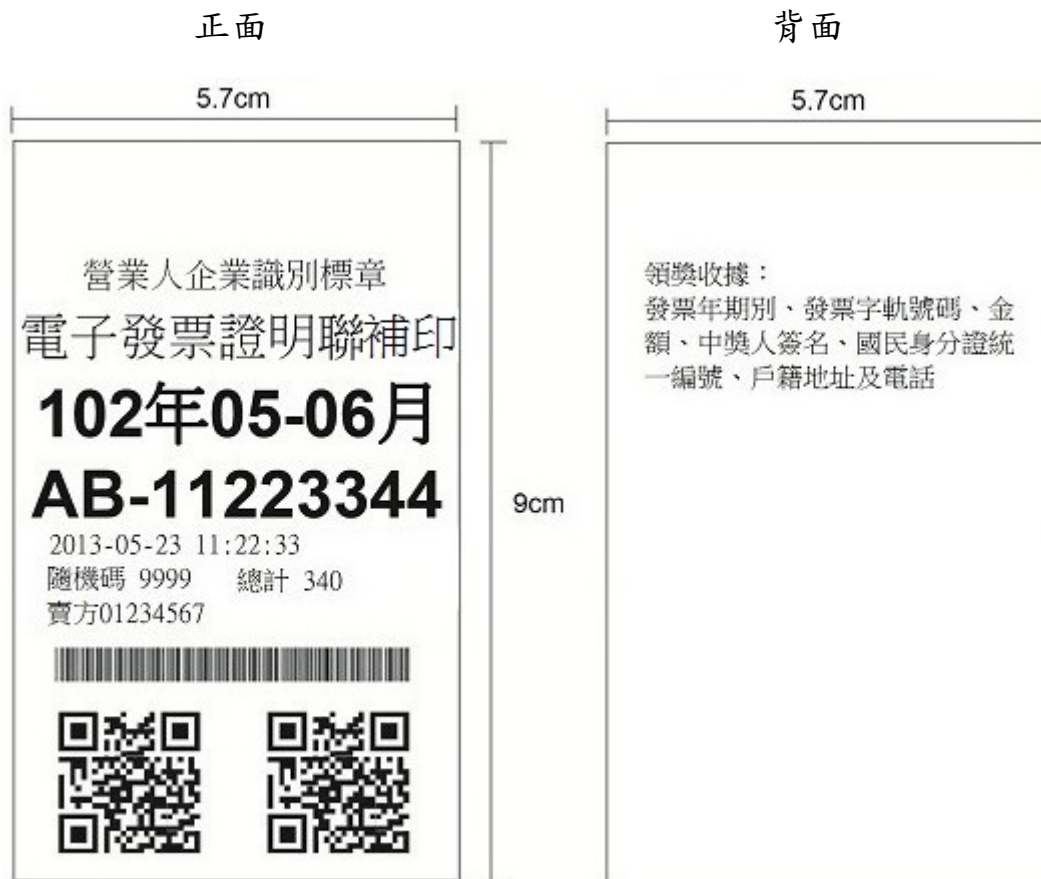 正面
背面
5.7cm
5.7cm
營業人企業識別標章
電子發票證明聯補印
102年05-06月
AB-11223344
2013-05-23 11:22:33
隨機碼 9999 總計 340
賣方01234567
9cm
領獎收據：
發票年期別、發票字軌號碼、金
額、中獎人簽名、國民身分證統
一編號、戶籍地址及電話